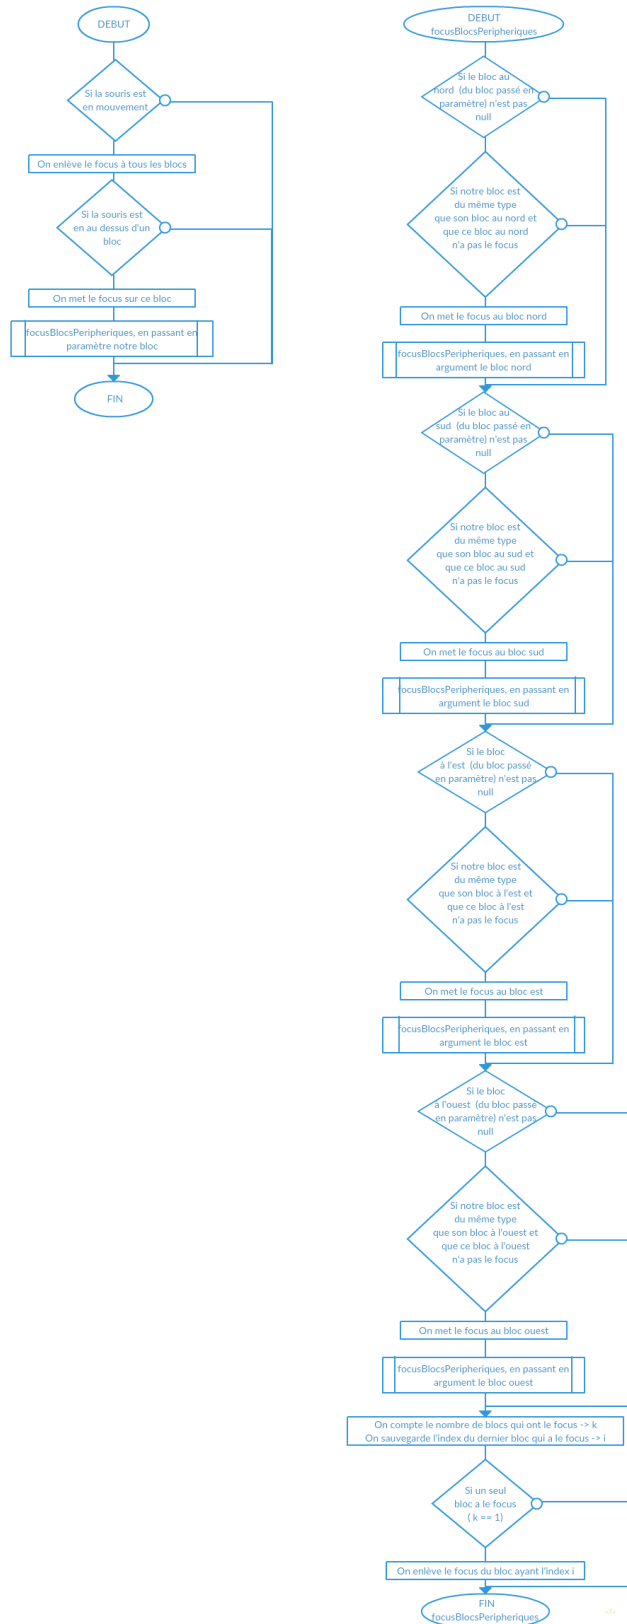 DEBUT
Si la souris est
en mouvement
On enlève le focus à tous les blocs
Si la souris est
en au dessus d'un
bloc
On met le focus sur ce bloc
focusBlocsPeripheriques, en passant en
paramètre notre bloc
FIN
DEBUT
focusBlocsPeripheriques
Si le bloc au
nord (du bloc passé en
paramètre) n'est pas
null
Si notre bloc est
du même type
que son bloc au nord et
que ce bloc au nord
n'a pas le focus
On met le focus au bloc nord
focusBlocsPeripheriques, en passant en
argument le bloc nord
Si le bloc au
sud (du bloc passé en
paramètre) n'est pas
null
Si notre bloc est
du même type
que son bloc au sud et
que ce bloc au sud
n'a pas le focus
On met le focus au bloc sud
focusBlocsPeripheriques, en passant en
argument le bloc sud
Si le bloc
à l'est (du bloc passé
en paramètre) n'est pas
null
Si notre bloc est
du même type
que son bloc à l'est et
que ce bloc à l'est
n'a pas le focus
On met le focus au bloc est
focusBlocsPeripheriques, en passant en
argument le bloc est
Si le bloc
à l'ouest (du bloc passé
en paramètre) n'est pas
null
Si notre bloc est
du même type
que son bloc à l'ouest et
que ce bloc à l'ouest
n'a pas le focus
On met le focus au bloc ouest
focusBlocsPeripheriques, en passant en
argument le bloc ouest
On compte le nombre de blocs qui ont le focus -> k
On sauvegarde l'index du dernier bloc qui a le focus -> i
Si un seul
bloc a le focus
( k == 1)
On enlève le focus du bloc ayant l'index i
FIN
focusBlocsPeripheriques